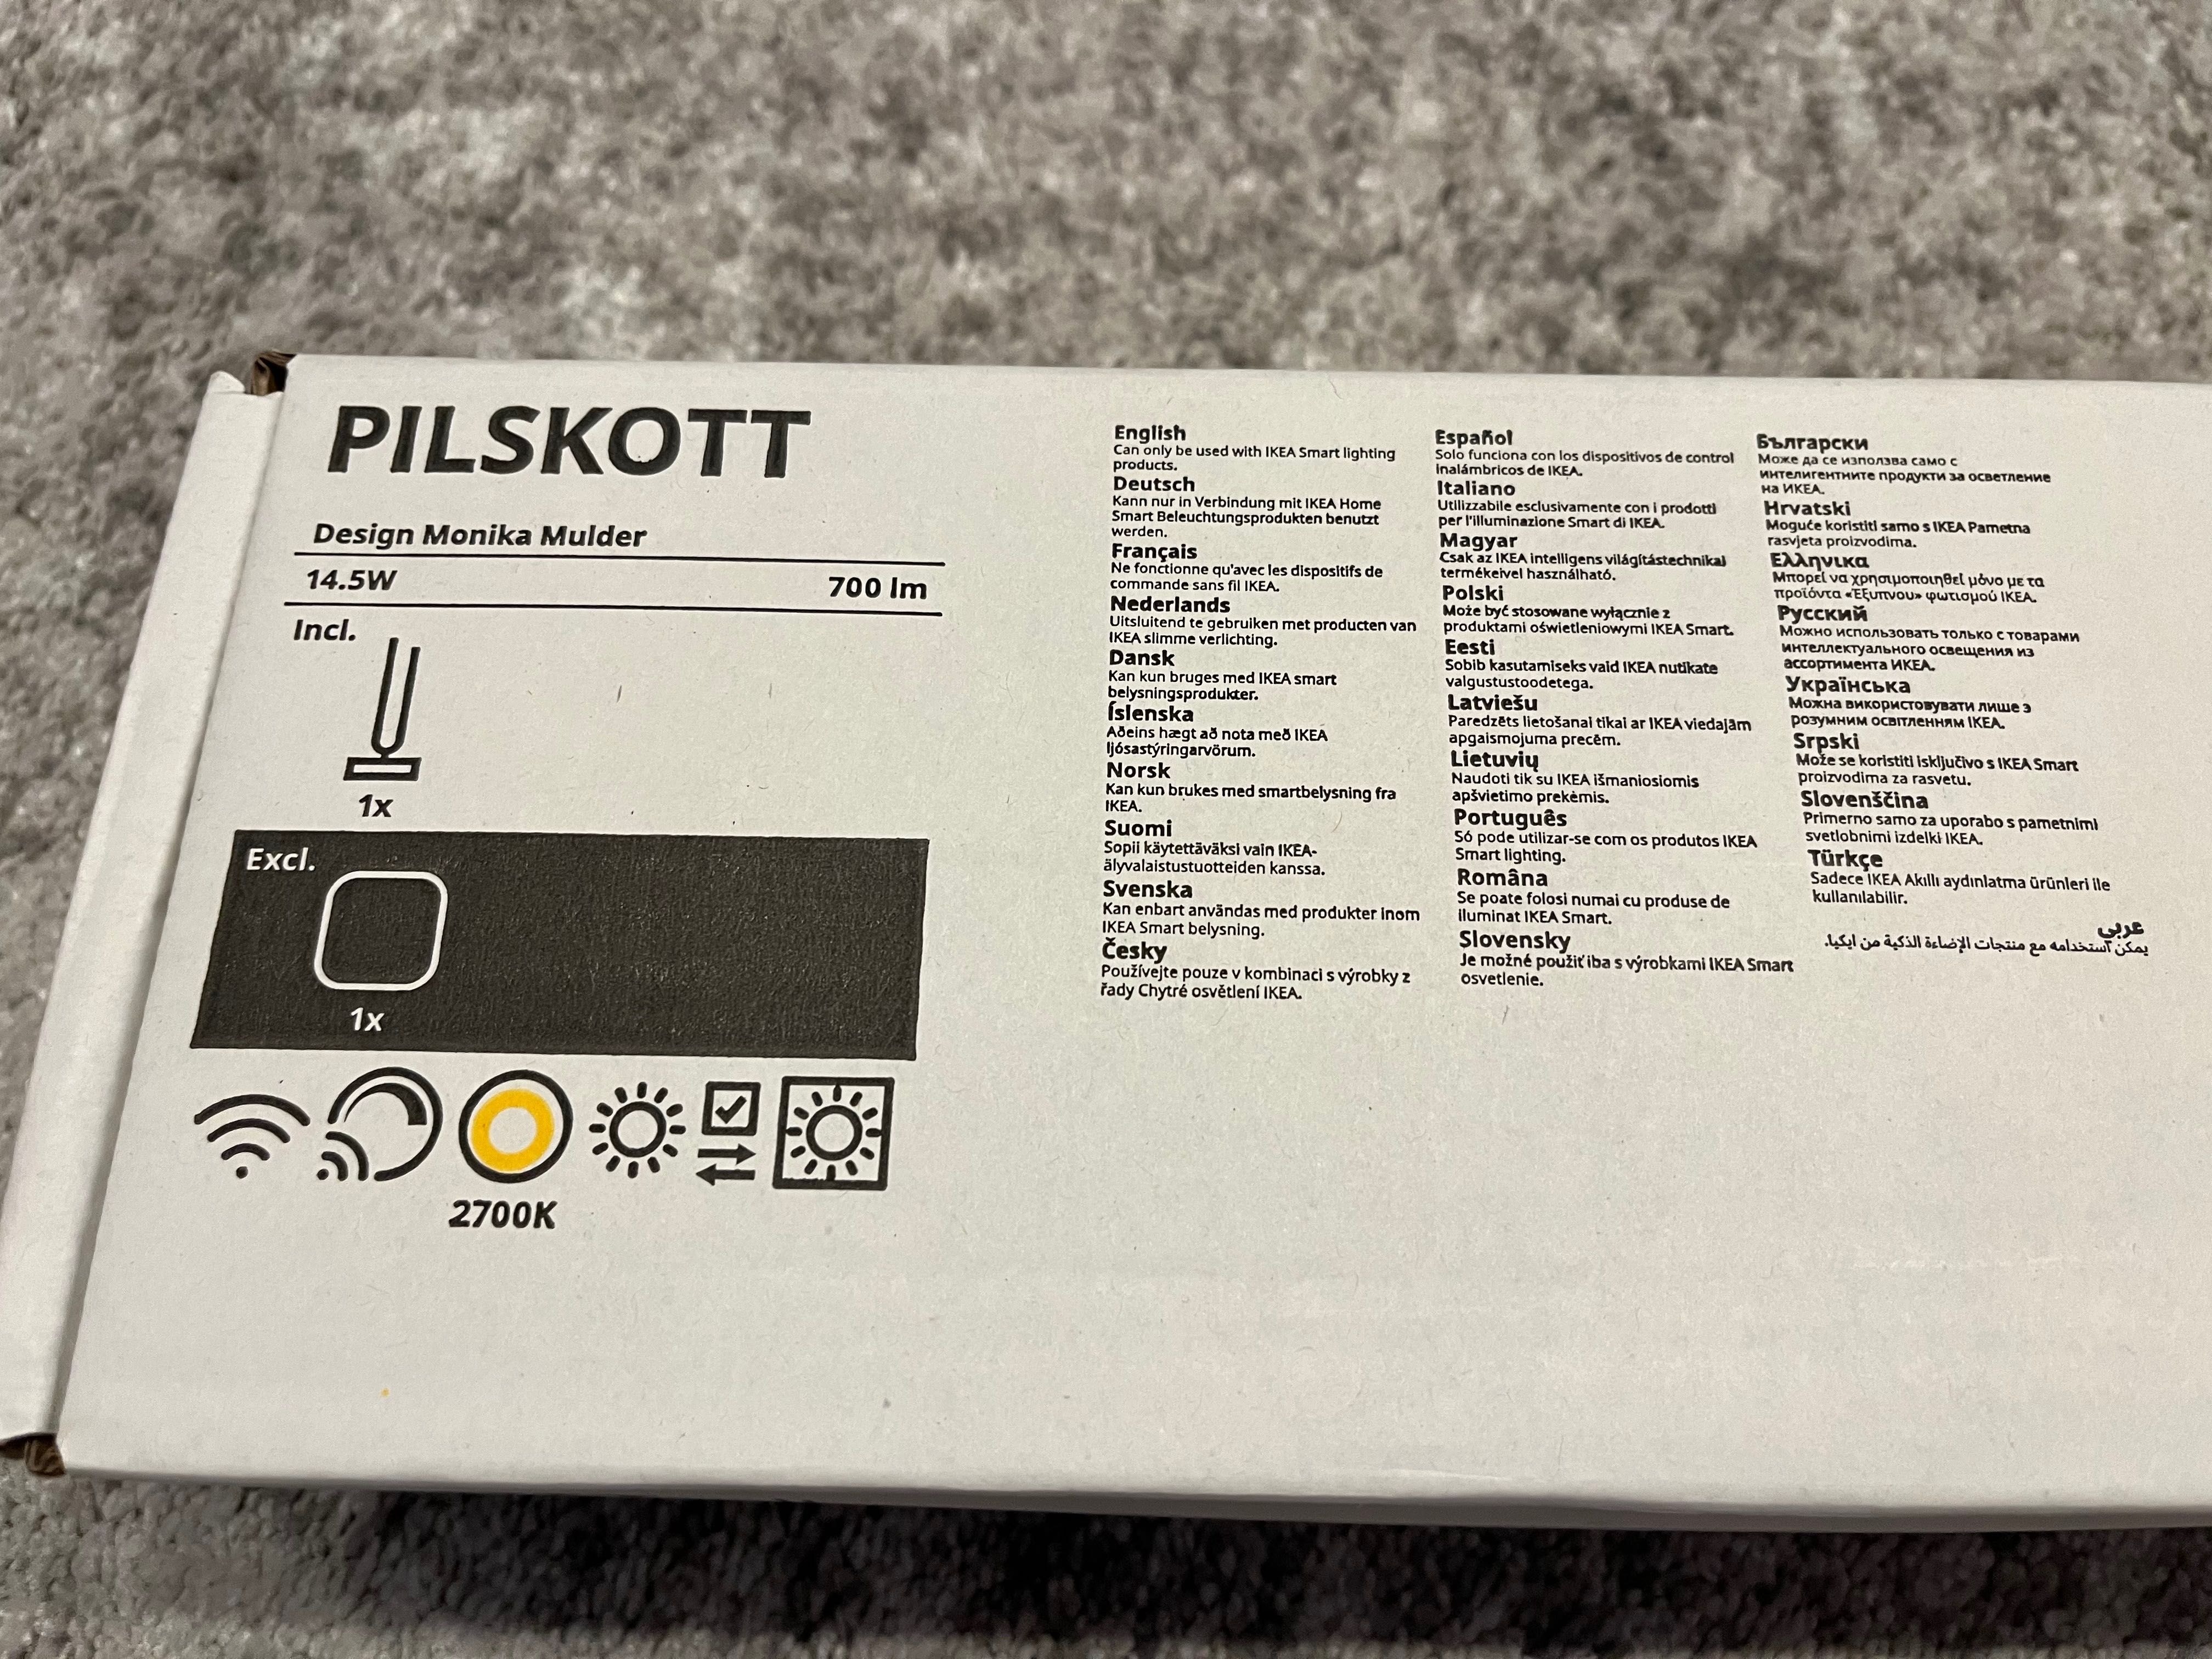 PILSKOTT
Design Monika Mulder
14.5W 700 lm
Incl.
1x
Excl.
1x
2700K
English
Can only be used with IKEA Smart lighting
products.
Deutsch
Kann nur in Verbindung mit IKEA Home
Smart Beleuchtungsprodukten benutzt
werden.
Français
Ne fonctionne qu'avec les dispositifs de
commande sans fil IKEA.
Nederlands
Uitsluitend te gebruiken met producten van
IKEA slimme verlichting.
Dansk
Kan kun bruges med IKEA smart
belysningsprodukter.
Íslenska
Aðeins hægt að nota með IKEA
ljósastýringarvörum.
Norsk
Kan kun brukes med smartbelysning fra
IKEA.
Suomi
Sopii käytettäväksi vain IKEA-
älyvalaistustuotteiden kanssa.
Svenska
Kan enbart användas med produkter inom
IKEA Smart belysning.
Česky
Používejte pouze v kombinaci s výrobky z
řady Chytré osvětlení IKEA.
Español
Solo funciona con los dispositivos de control
inalámbricos de IKEA.
Italiano
Utilizzabile esclusivamente con i prodotti
per l'illuminazione Smart di IKEA.
Magyar
Csak az IKEA intelligens világítástechnikai
termékeivel használható.
Polski
Może być stosowane wyłącznie z
produktami oświetleniowymi IKEA Smart.
Eesti
Sobib kasutamiseks vaid IKEA nutikate
valgustustoodetega.
Latviešu
Paredzēts lietošanai tikai ar IKEA viedajām
apgaismojuma precēm.
Lietuvių
Naudoti tik su IKEA išmaniosiomis
apšvietimo prekėmis.
Português
Só pode utilizar-se com os produtos IKEA
Smart lighting.
Româna
Se poate folosi numai cu produse de
iluminat IKEA Smart.
Slovensky
Je možné použiť iba s výrobkami IKEA Smart
osvetlenie.
Български
Може да се използва само с
интелигентните продукти за осветление
на ИКЕА.
Hrvatski
Moguće koristiti samo s IKEA Pametna
rasvjeta proizvodima.
Ελληνικα
Μπορεί να χρησιμοποιηθεί μόνο με τα
προϊόντα «Έξυπνου» φωτισμού ΙΚΕΑ.
Русский
Можно использовать только с товарами
интеллектуального освещения из
ассортимента ИКЕА.
Українська
Можна використовувати лише з
розумним освітленням IKEA.
Srpski
Može se koristiti isključivo s IKEA Smart
proizvodima za rasvetu.
Slovenščina
Primerno samo za uporabo s pametnimi
svetlobnimi izdelki IKEA.
Türkçe
Sadece IKEA Akıllı aydınlatma ürünleri ile
kullanılabilir.
عربي
يمكن استخدامه مع منتجات الإضاءة الذكية من ايكيا.